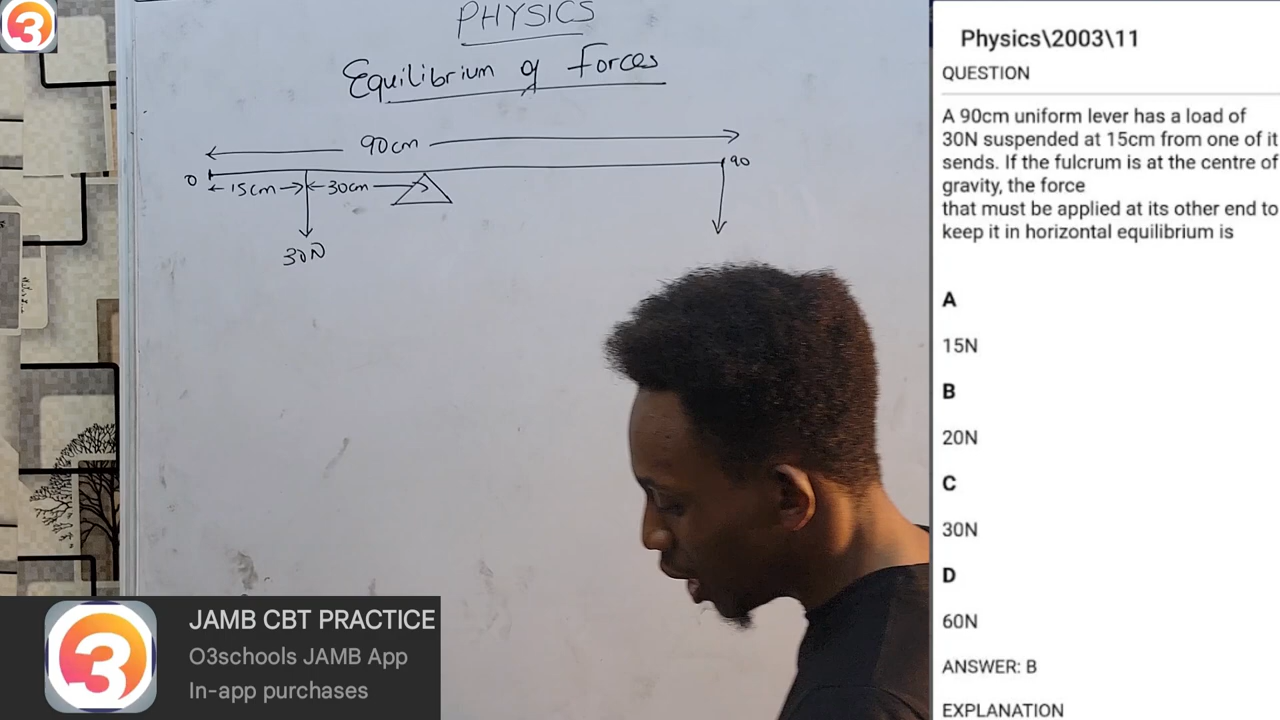 PHYSICS
Equilibrium of Forces
90cm
0
90
15cm
30cm
30N
3
Physics\2003\11
QUESTION
A 90cm uniform lever has a load of
30N suspended at 15cm from one of it
sends. If the fulcrum is at the centre of
gravity, the force
that must be applied at its other end to
keep it in horizontal equilibrium is
A
15N
B
20N
C
30N
D
60N
ANSWER: B
EXPLANATION
3
JAMB CBT PRACTICE
O3schools JAMB App
In-app purchases